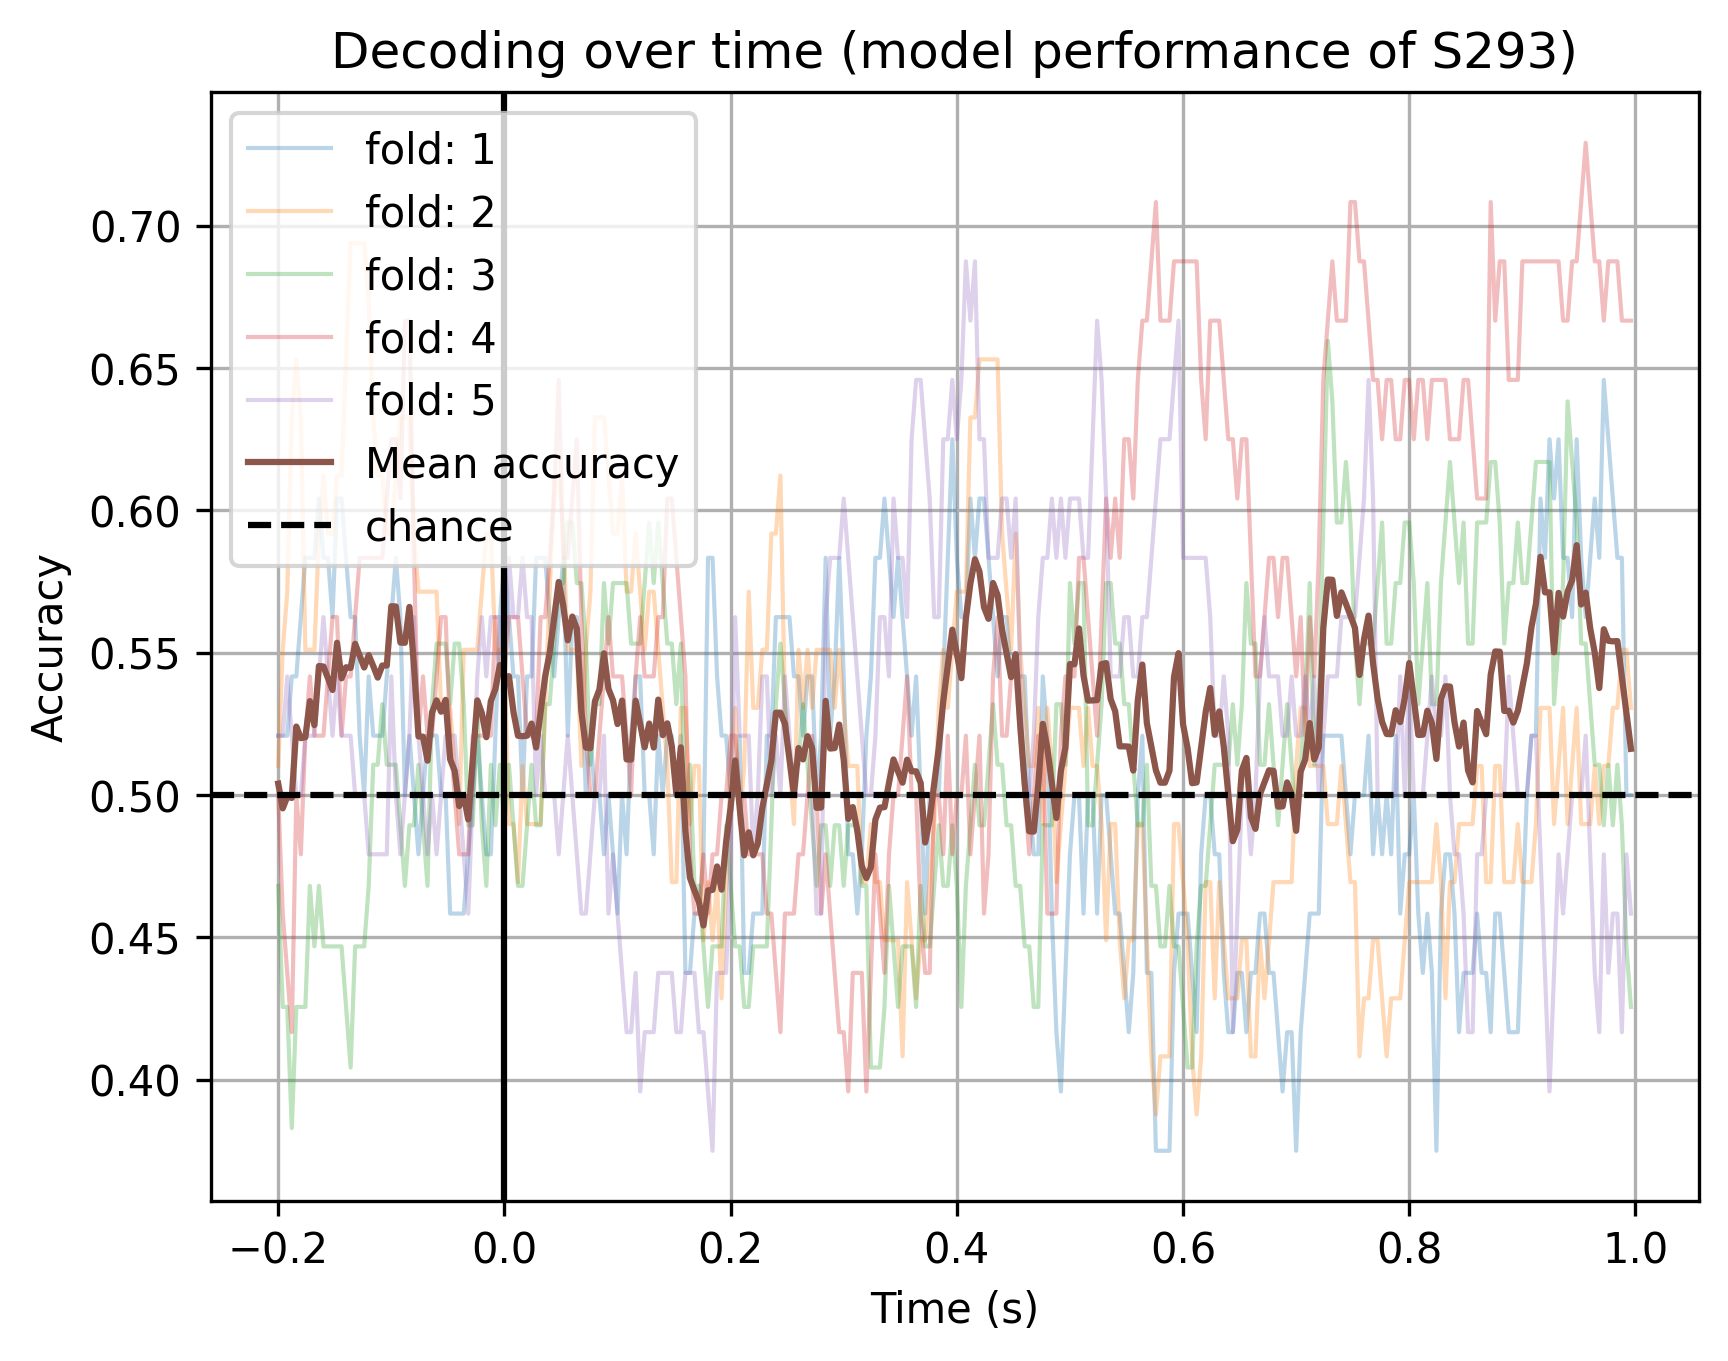 Decoding over time (model performance of S293)
fold: 1
fold: 2
fold: 3
fold: 4
fold: 5
Mean accuracy
chance
Accuracy
0.70
0.65
0.60
0.55
0.50
0.45
0.40
−0.2
0.0
0.2
0.4
0.6
0.8
1.0
Time (s)